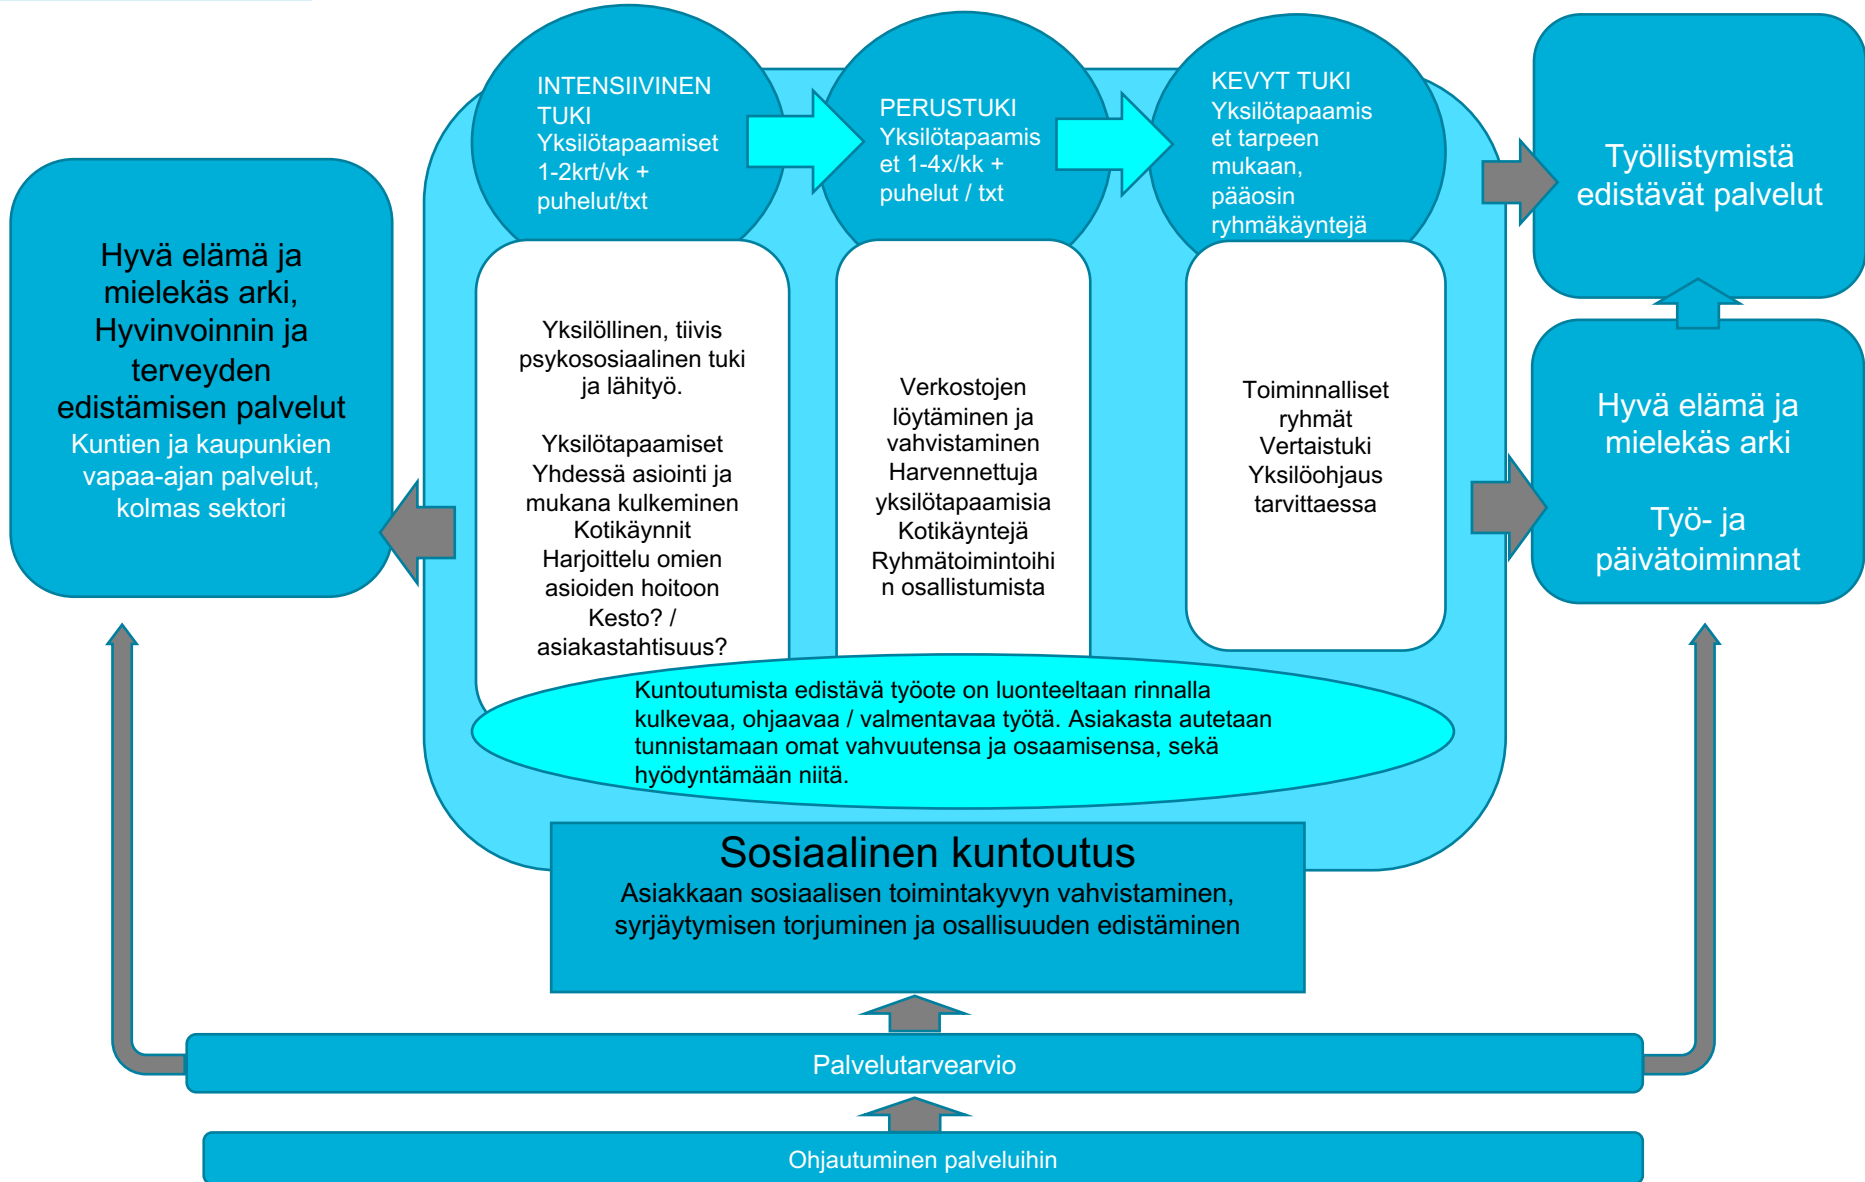 INTENSIIVINEN
TUKI
Yksilötapaamiset
1-2krt/vk +
puhelut/txt
PERUSTUKI
Yksilötapaamis
et 1-4x/kk +
puhelut / txt
KEVYT TUKI
Yksilötapaamis
et tarpeen
mukaan,
pääosin
ryhmäkäyntejä
Työllistymistä
edistävät palvelut
Hyvä elämä ja
mielekäs arki,
Hyvinvoinnin ja
terveyden
edistämisen palvelut
Kuntien ja kaupunkien
vapaa-ajan palvelut,
kolmas sektori
Yksilöllinen, tiivis
psykososiaalinen tuki
ja lähityö.
Yksilötapaamiset
Yhdessä asiointi ja
mukana kulkeminen
Kotikäynnit
Harjoittelu omien
asioiden hoitoon
Kesto? /
asiakastahtisuus?
Verkostojen
löytäminen ja
vahvistaminen
Harvennettuja
yksilötapaamisia
Kotikäyntejä
Ryhmätoimintoihi
n osallistumista
Toiminnalliset
ryhmät
Vertaistuki
Yksilöohjaus
tarvittaessa
Hyvä elämä ja
mielekäs arki
Työ- ja
päivätoiminnat
Kuntoutumista edistävä työote on luonteeltaan rinnalla
kulkevaa, ohjaavaa / valmentavaa työtä. Asiakasta autetaan
tunnistamaan omat vahvuutensa ja osaamisensa, sekä
hyödyntämään niitä.
Sosiaalinen kuntoutus
Asiakkaan sosiaalisen toimintakyvyn vahvistaminen,
syrjäytymisen torjuminen ja osallisuuden edistäminen
Palvelutarvearvio
Ohjautuminen palveluihin